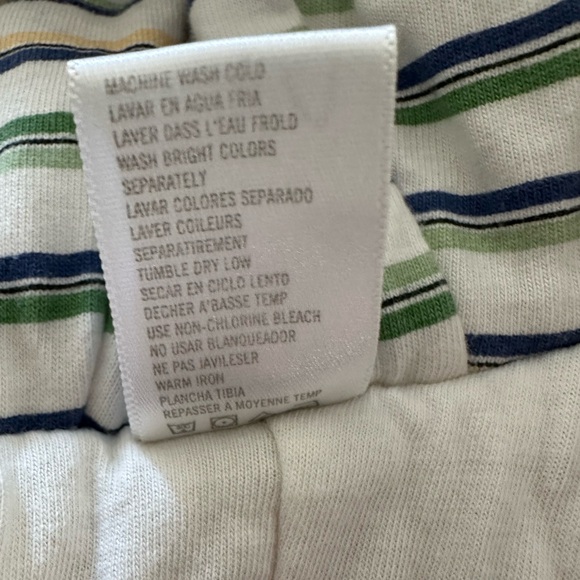 MACHINE WASH COLD
LAVAR EN AGUA FRIA
LAVER DASS L'EAU FROLD
WASH BRIGHT COLORS
SEPARATELY
LAVAR COLORES SEPARADO
LAVER COILEURS
SEPARATIREMENT
TUMBLE DRY LOW
SECAR EN CICLO LENTO
DECHER A'BASSE TEMP
USE NON-CHLORINE BLEACH
NO USAR BLANQUEADOR
NE PAS JAVILESER
WARM IRON
PLANCHA TIBIA
REPASSER A MOYENNE TEMP